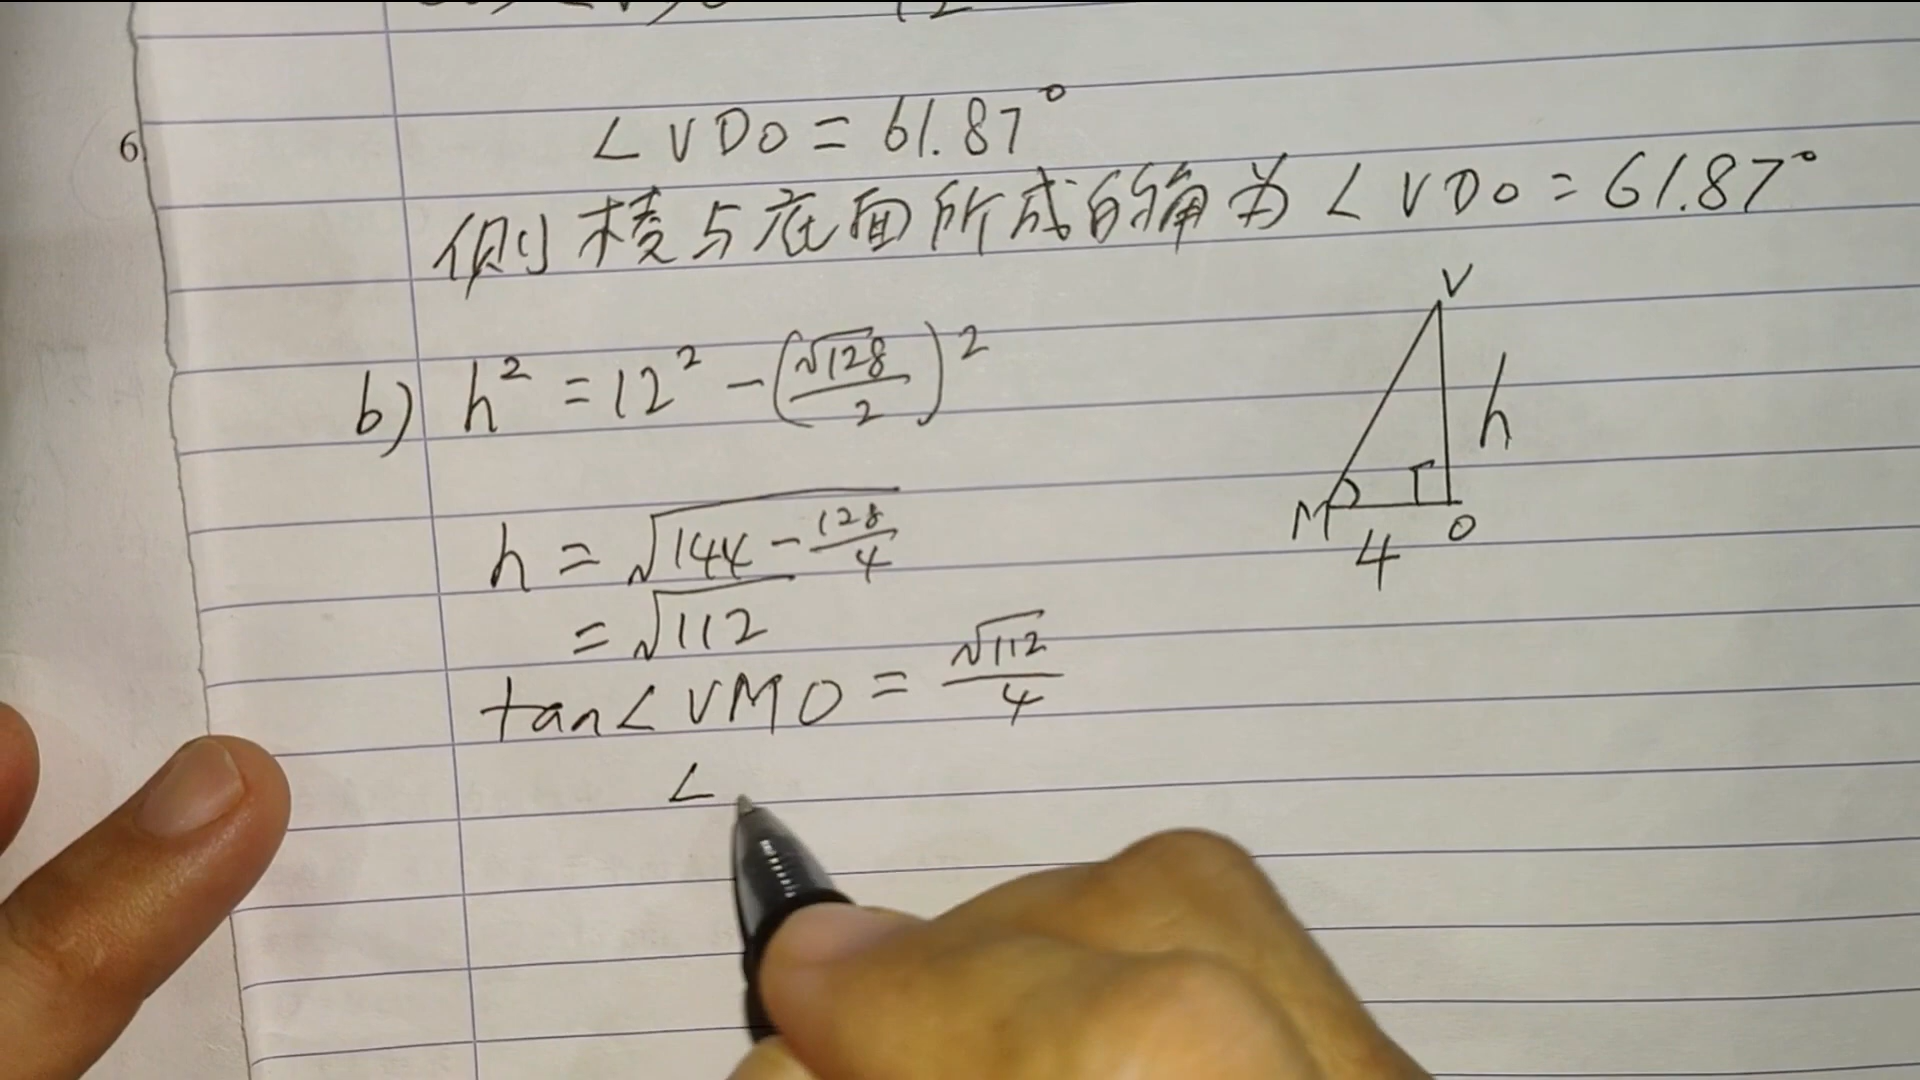 6
∠VDO = 61.87°
侧棱与底面所成的角为∠VDO = 61.87°
b) h² = 12² - (√128/2)²
h = √(144 - 128/4)
= √112
tan∠VMO = √112/4
∠
V
h
M
O
4